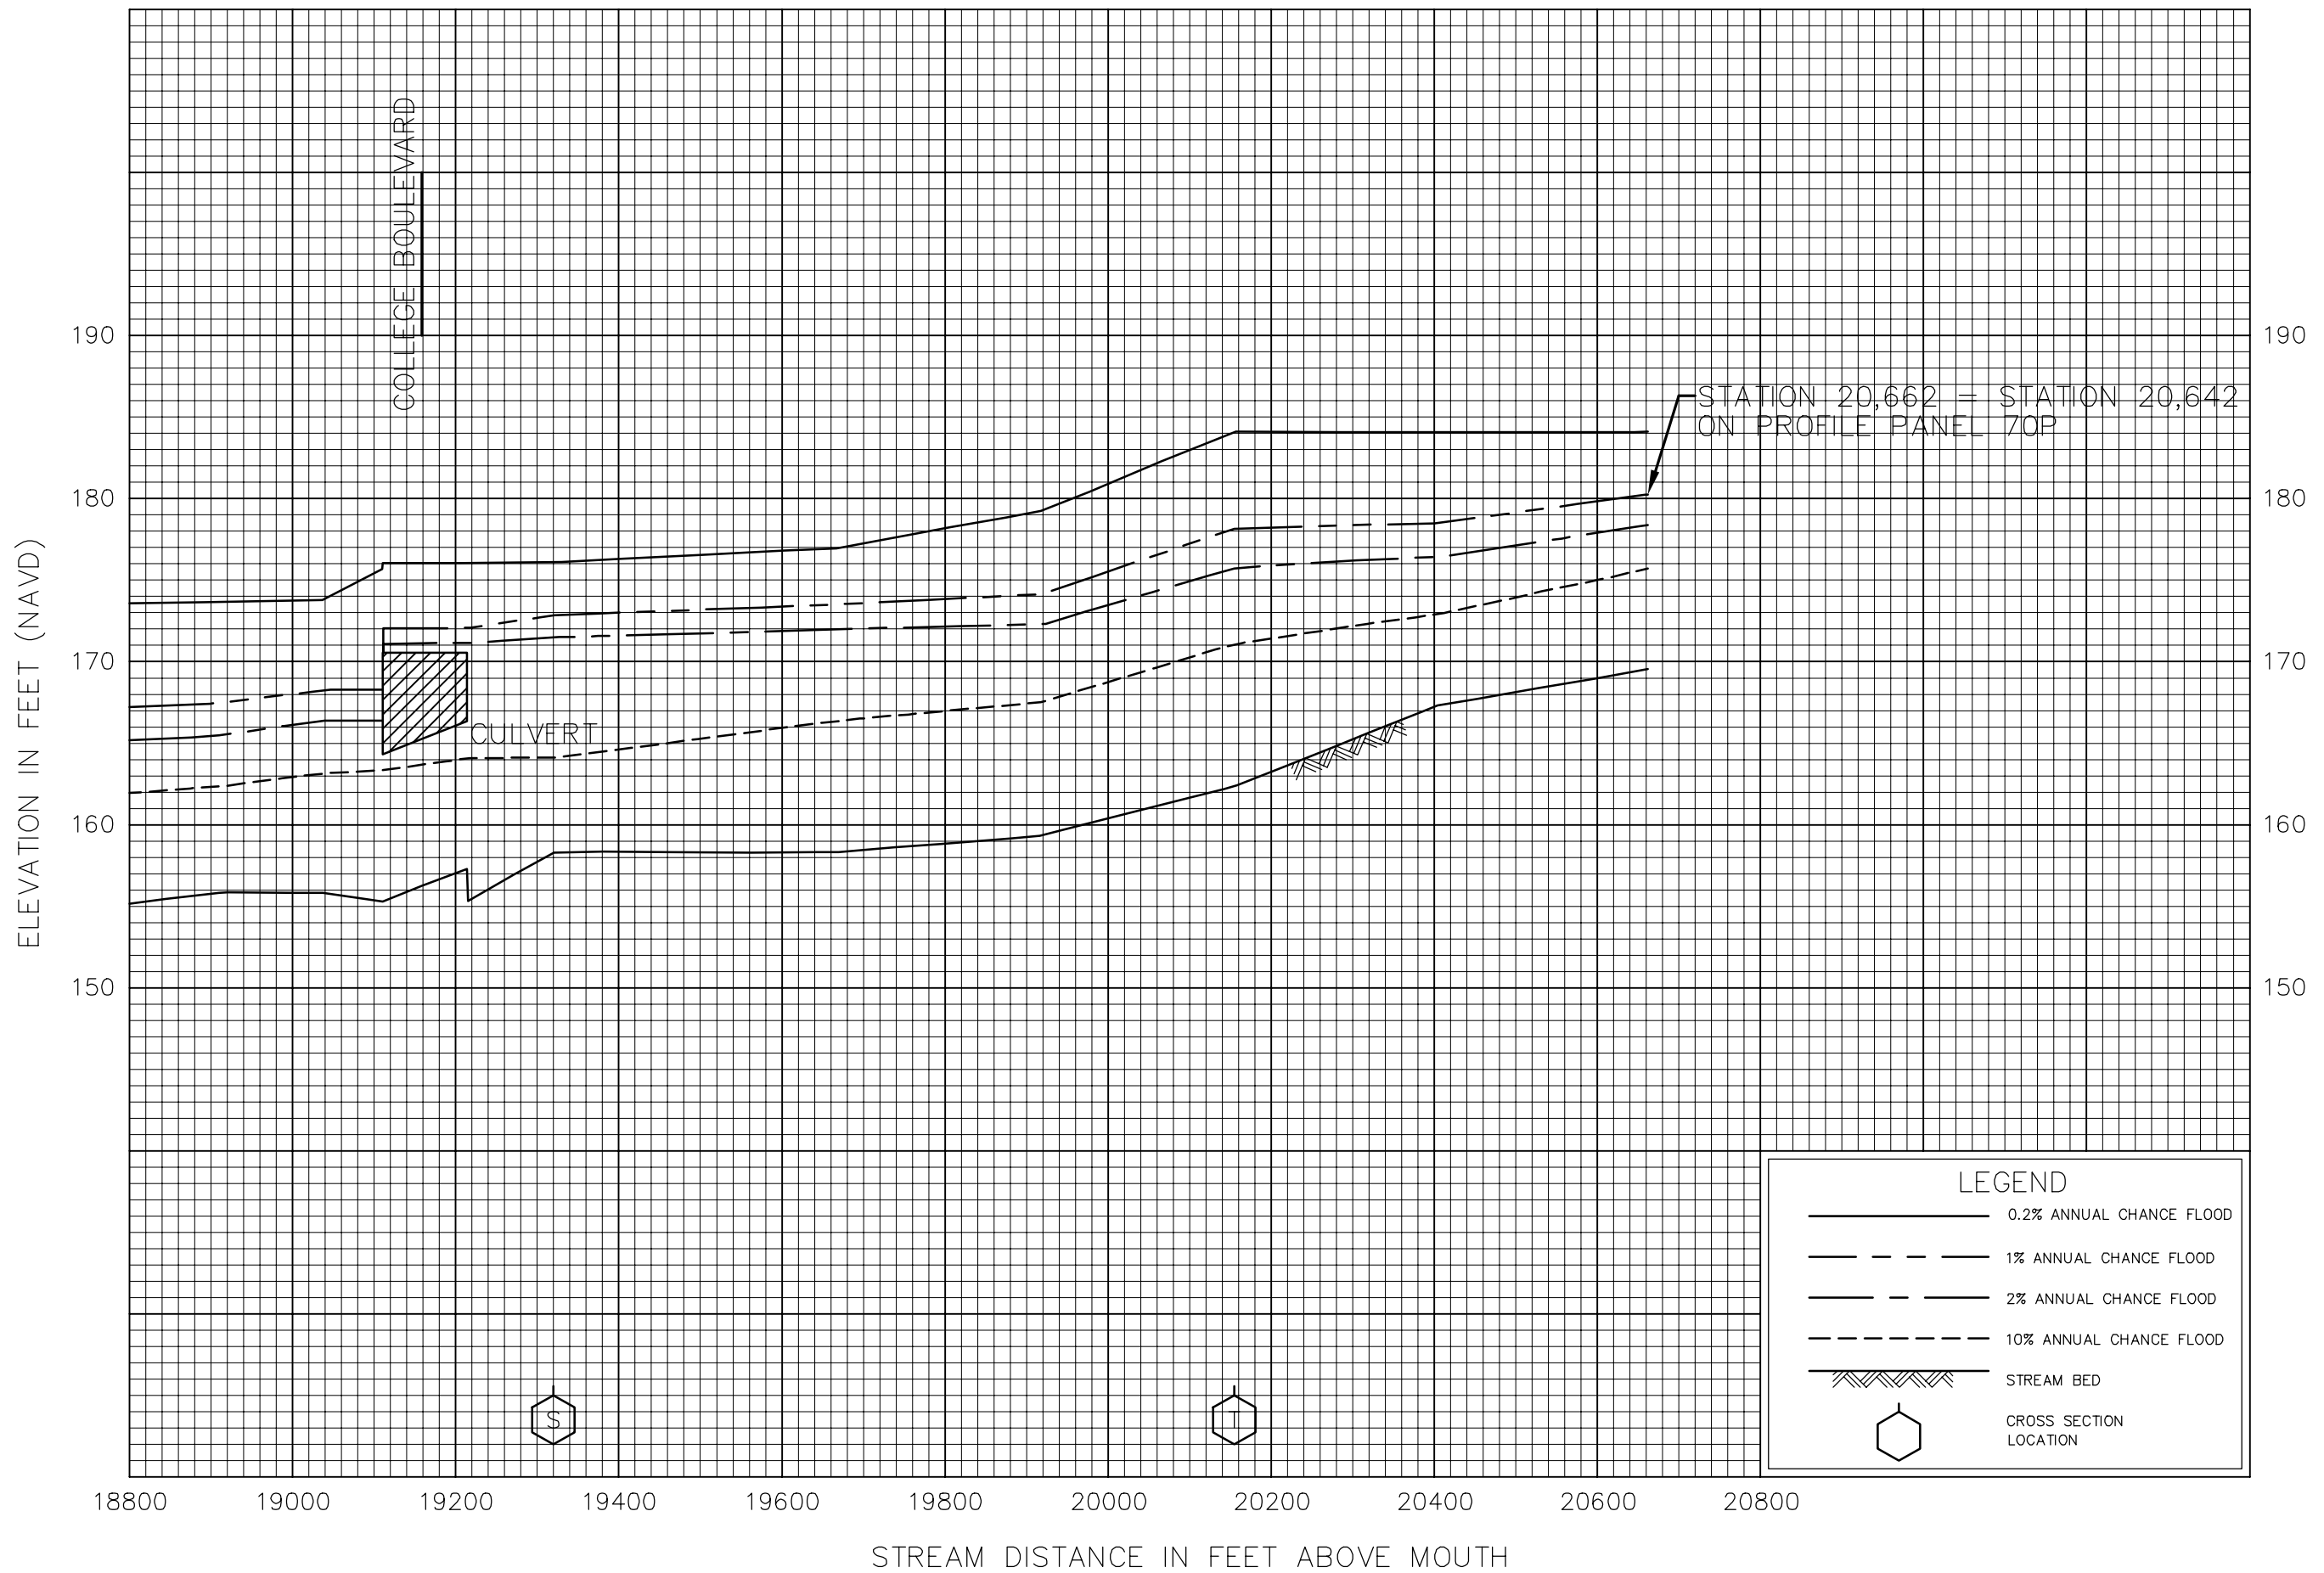 COLLEGE BOULEVARD
190
190
STATION 20,662 = STATION 20,642
ON PROFILE PANEL 70P
180
180
ELEVATION IN FEET (NAVD)
170
170
CULVERT
160
160
150
150
LEGEND
0.2% ANNUAL CHANCE FLOOD
1% ANNUAL CHANCE FLOOD
2% ANNUAL CHANCE FLOOD
10% ANNUAL CHANCE FLOOD
STREAM BED
CROSS SECTION
LOCATION
S
T
18800 19000 19200 19400 19600 19800 20000 20200 20400 20600 20800
STREAM DISTANCE IN FEET ABOVE MOUTH